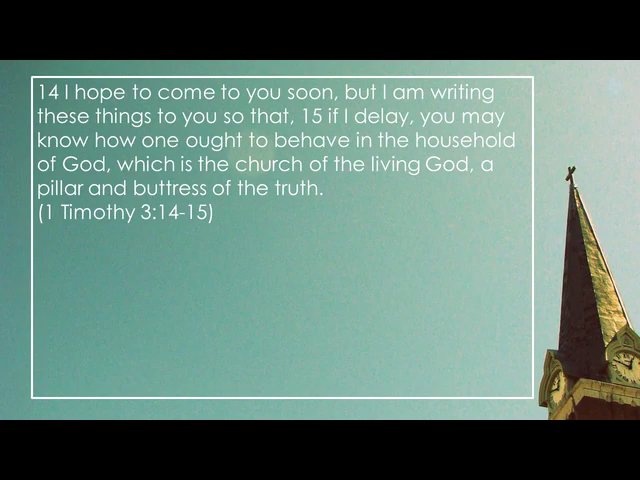 14 I hope to come to you soon, but I am writing
these things to you so that, 15 if I delay, you may
know how one ought to behave in the household
of God, which is the church of the living God, a
pillar and buttress of the truth.
(1 Timothy 3:14-15)